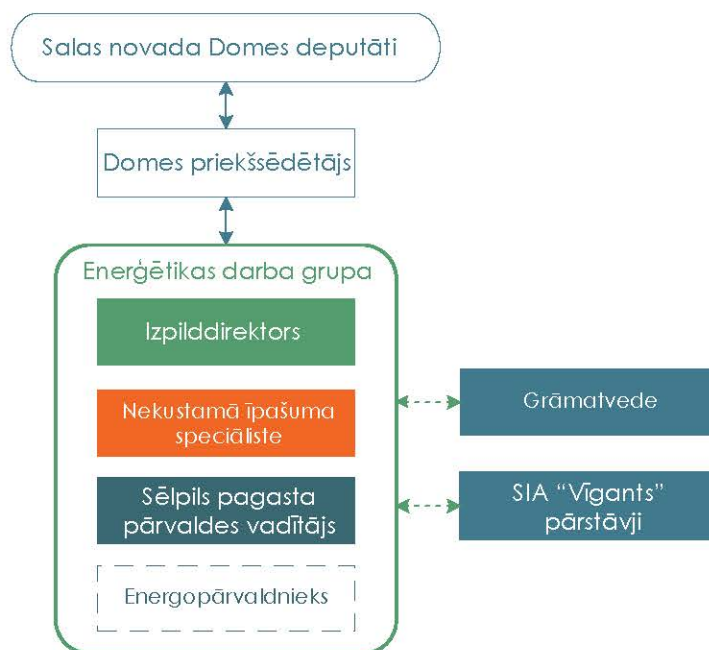 Salas novada Domes deputāti
Domes priekšsēdētājs
Enerģētikas darba grupa
Izpilddirektors
Nekustamā īpašuma
speciāliste
Sēlpils pagasta
pārvaldes vadītājs
Energopārvaldnieks
Grāmatvede
SIA “Vīgants”
pārstāvji